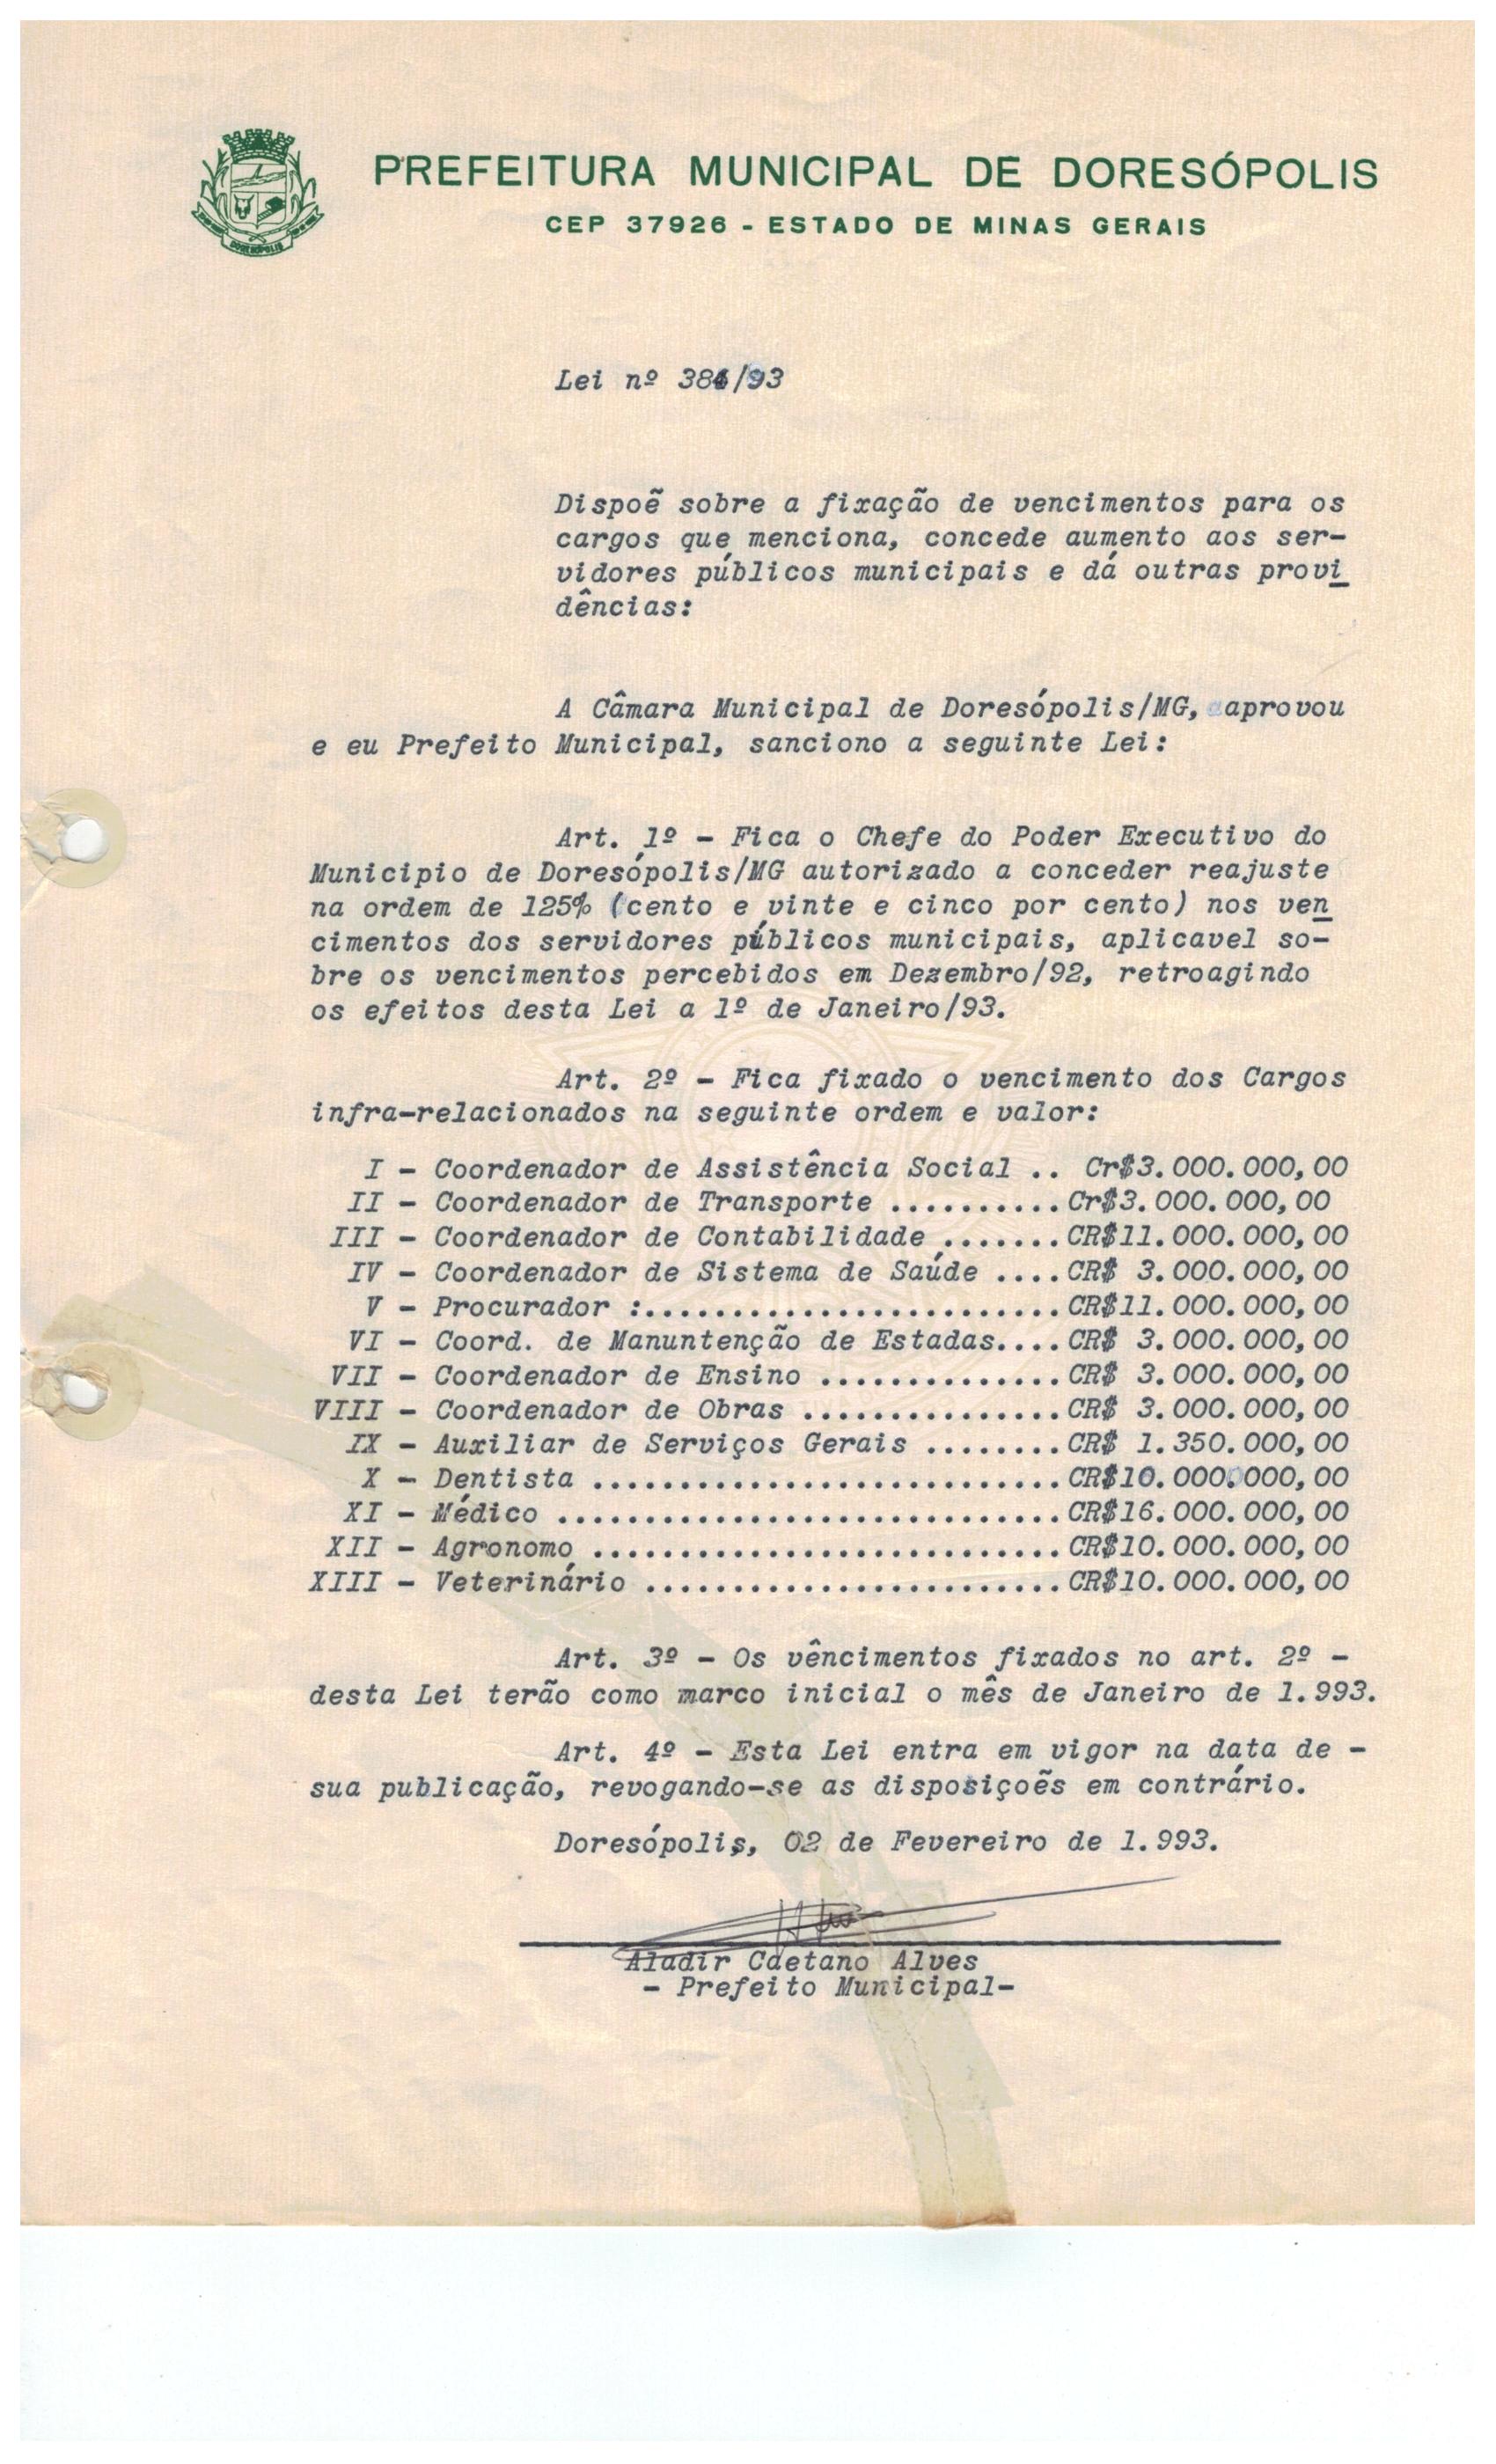 PREFEITURA MUNICIPAL DE DORESÓPOLIS
CEP 37926 - ESTADO DE MINAS GERAIS
DORESÓPOLIS
Lei nº
Dispoẽ sobre a fixação de vencimentos para os
cargos que menciona, concede aumento aos ser-
vidores públicos municipais e dá outras provi
dências:
A Câmara Municipal de Doresópolis/MG, aprovou
e eu Prefeito Municipal, sanciono a seguinte Lei:
Art. 1º - Fica o Chefe do Poder Executivo do
Municipio de Doresópolis/MG autorizado a conceder reajuste
na ordem de 125% (cento e vinte e cinco por cento) nos ven
cimentos dos servidores públicos municipais, aplicavel so-
bre os vencimentos percebidos em Dezembro/92, retroagindo
os efeitos desta Lei a 1º de Janeiro/93.
Art. 2º - Fica fixado o vencimento dos Cargos
infra-relacionados na seguinte ordem e valor:
I - Coordenador de Assistência Social .. Cr$3.000.000,00
II - Coordenador de Transporte .......... Cr$3.000.000,00
III - Coordenador de Contabilidade ....... CR$11.000.000,00
IV - Coordenador de Sistema de Saúde .... CR$ 3.000.000,00
V - Procurador :........................ CR$11.000.000,00
VI - Coord. de Manuntenção de Estadas.... CR$ 3.000.000,00
VII - Coordenador de Ensino .............. CR$ 3.000.000,00
VIII - Coordenador de Obras ............... CR$ 3.000.000,00
IX - Auxiliar de Serviços Gerais ........ CR$ 1.350.000,00
X - Dentista ........................... CR$10.000.000,00
XI - Médico ............................. CR$16.000.000,00
XII - Agronomo ........................... CR$10.000.000,00
XIII - Veterinário ........................ CR$10.000.000,00
Art. 3º - Os vêncimentos fixados no art. 2º -
desta Lei terão como marco inicial o mês de Janeiro de 1.993.
Art. 4º - Esta Lei entra em vigor na data de -
sua publicação, revogando-se as disposiçoẽs em contrário.
Doresópolis, 02 de Fevereiro de 1.993.
Aladir Caetano Alves
- Prefeito Municipal-